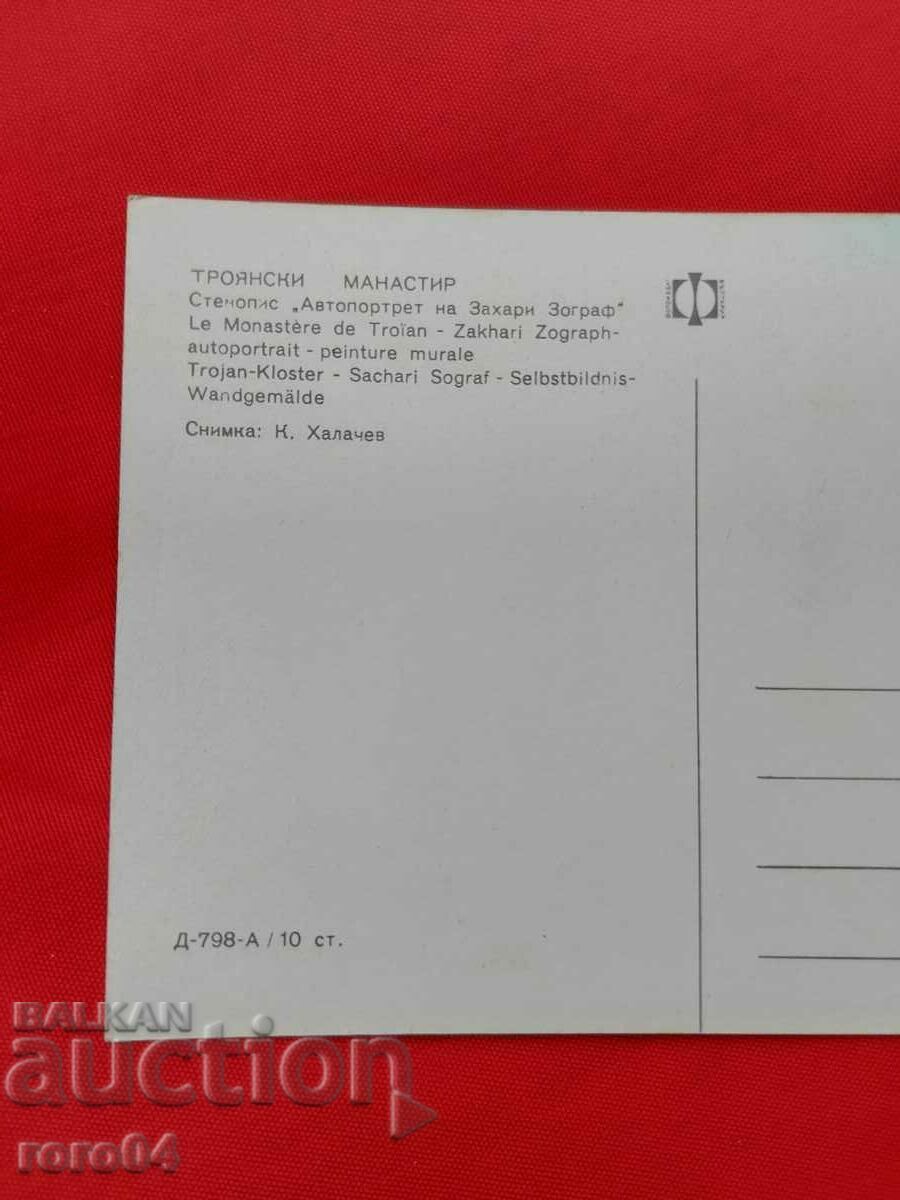 ТРОЯНСКИ МАНАСТИР
Стенопис „Автопортрет на Захари Зограф“
Le Monastère de Troïan - Zakhari Zograph-
autoportrait - peinture murale
Trojan-Kloster - Sachari Sograf - Selbstbildnis-
Wandgemälde
Снимка: К. Халачев
Д-798-А / 10 ст.
BALKAN
auction
roro04